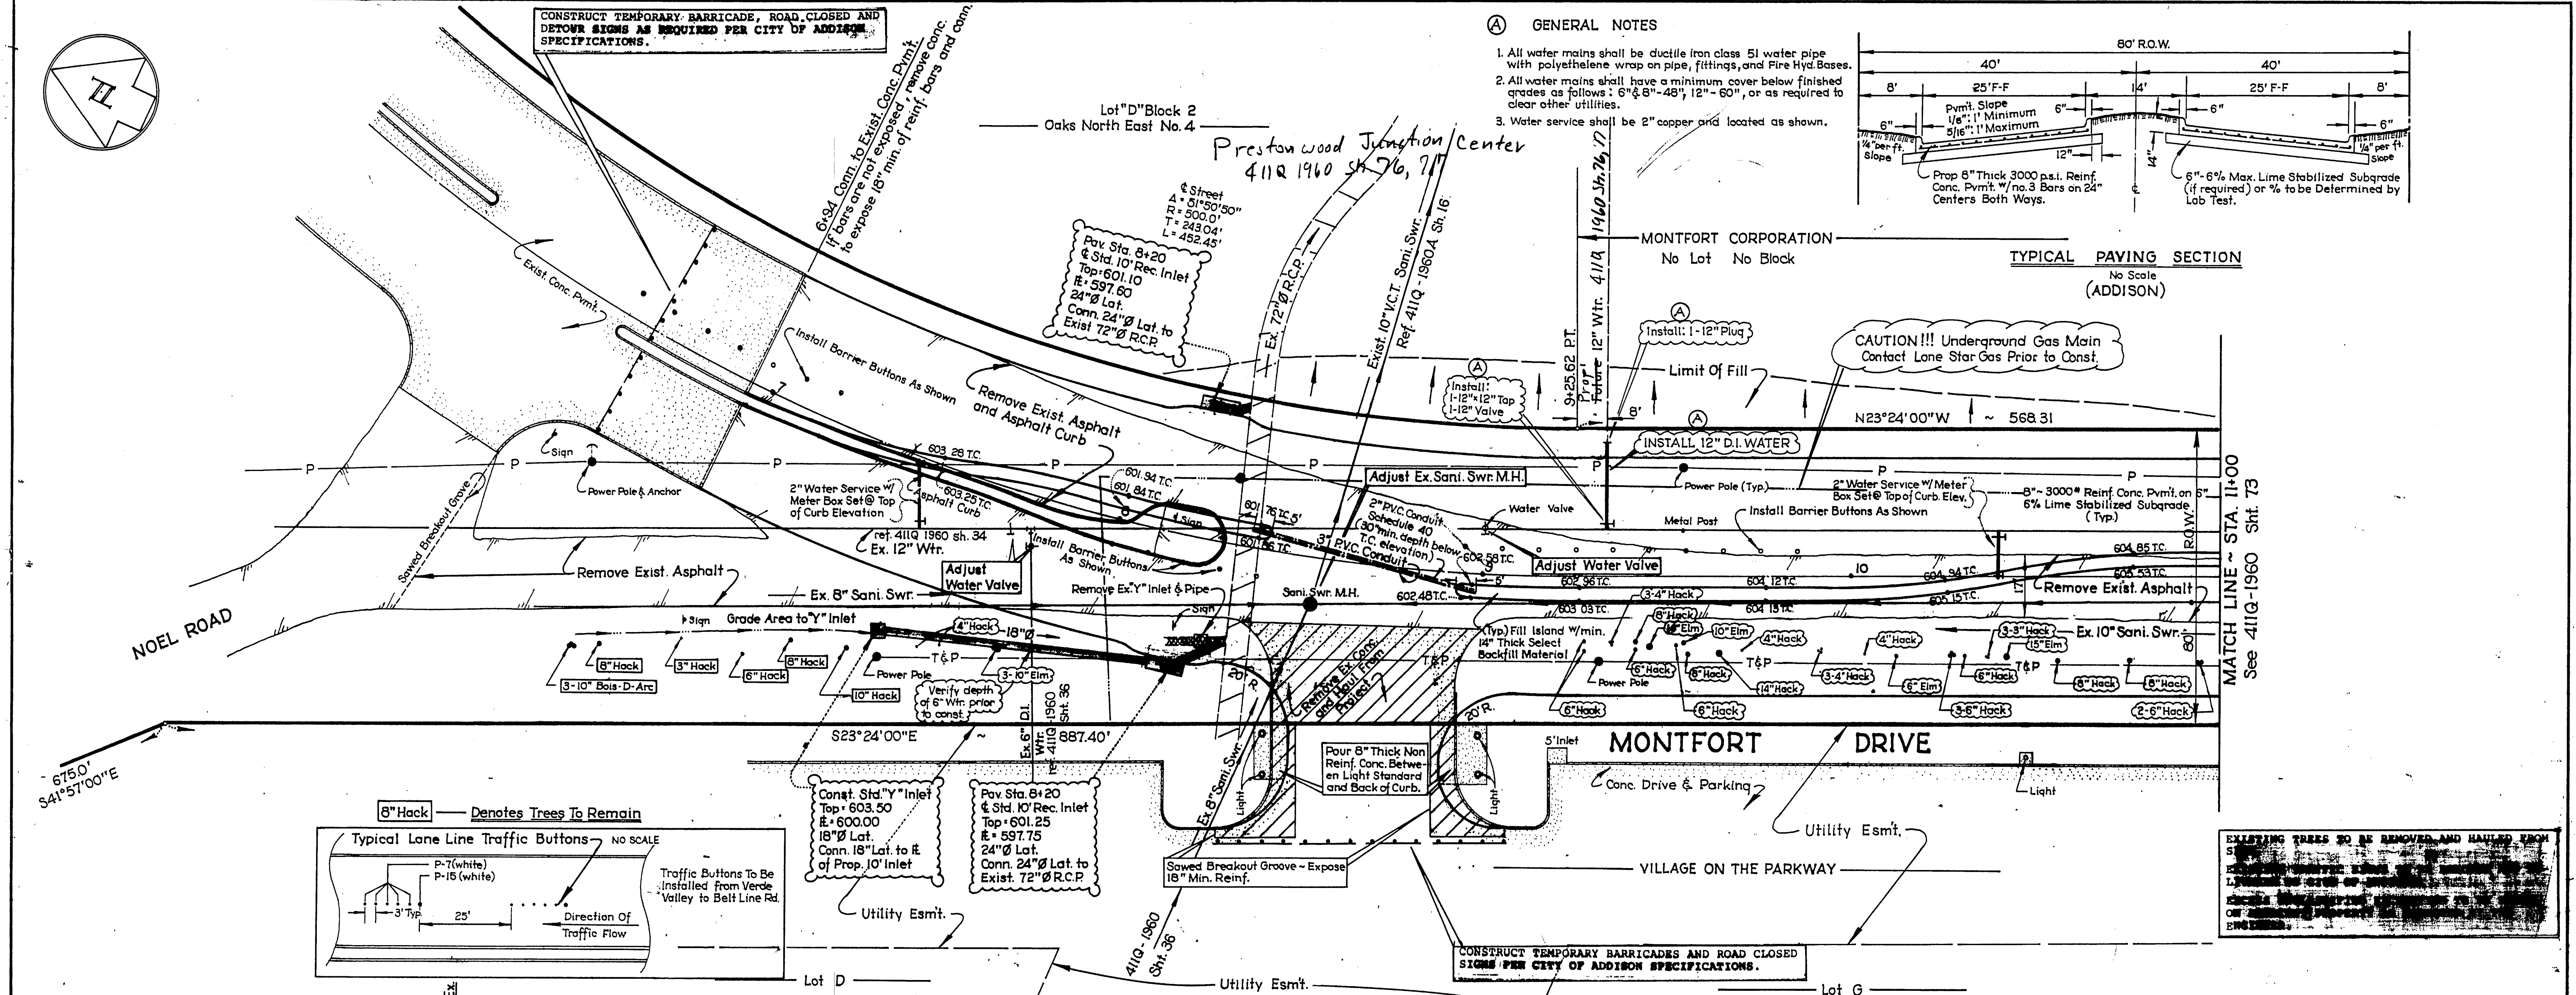 CONSTRUCT TEMPORARY BARRICADE, ROAD CLOSED AND
DETOUR SIGNS AS REQUIRED PER CITY OF ADDISON
SPECIFICATIONS.
6+94 Conn. to Exist. Conc. Pvm't.
If bars are not exposed, remove conc.
to expose 18" min. of reinf. bars and conn.
Lot "D" Block 2
Oaks North East No. 4
Prestonwood Junction Center
411Q 1960 sh 76, 77
Ⓐ GENERAL NOTES
1. All water mains shall be ductile iron class 51 water pipe
with polyethelene wrap on pipe, fittings, and Fire Hyd. Bases.
2. All water mains shall have a minimum cover below finished
grades as follows: 6" & 8"-48", 12"-60", or as required to
clear other utilities.
3. Water service shall be 2" copper and located as shown.
80' R.O.W.
40'
40'
8'
25' F-F
14'
25' F-F
8'
Pvm't. Slope
1/8":1' Minimum
5/16":1' Maximum
6"
6"
6"
6"
¼" per ft.
Slope
12"
14"
¼" per ft.
Slope
Prop 8" Thick 3000 p.s.i. Reinf.
Conc. Pvm't. w/no.3 Bars on 24"
Centers Both Ways.
6"-6% Max. Lime Stabilized Subgrade
(if required) or % to be Determined by
Lab Test.
TYPICAL PAVING SECTION
No Scale
(ADDISON)
MONTFORT CORPORATION
No Lot No Block
℄ Street
Δ = 51°50'50"
R = 500.0'
T = 243.04'
L = 452.45'
Pav. Sta. 8+20
℄ Std. 10' Rec. Inlet
Top=601.10
℄=597.60
24"Ø Lat.
Conn. 24"Ø Lat. to
Exist 72"Ø R.C.P.
Ex. 72"Ø R.C.P.
Exist. 10" V.C.T. Sani. Swr.
Ref. 411Q-1960A Sh. 16
9+25.62 P.T.
Prop.
Future 12" Wtr. 411Q 1960 Sh. 76, 77
8'
Ⓐ
Install: 1-12" Plug
Ⓐ
Install:
1-12"×12" Tap
1-12" Valve
CAUTION!!! Underground Gas Main
Contact Lone Star Gas Prior to Const.
Limit Of Fill
N23°24'00"W ~ 568.31
Ⓐ
INSTALL 12" D.I. WATER
Exist Conc. Pvm't.
Install Barrier Buttons As Shown
Remove Exist Asphalt
and Asphalt Curb
7
Sign
P P P P P P P
Power Pole & Anchor
Sawed Breakout Grove
603.28 T.C.
603.25 T.C.
Asphalt Curb
2" Water Service w/
Meter Box Set @ Top
of Curb Elevation
601.94 T.C.
601.84 T.C.
8
Sign
601.76 T.C.
5'
601.86 T.C.
Adjust Ex. Sani. Swr. M.H.
2" P.V.C. Conduit
Schedule 40
(30" min. depth below
T.C. elevation)
3" P.V.C. Conduit
602.58 T.C.
Water Valve
Power Pole (Typ.)
Metal Post
2" Water Service W/ Meter
Box Set @ Top of Curb Elev.
Install Barrier Buttons As Shown
8"~3000# Reinf. Conc. Pvm't. on 6"
6% Lime Stabilized Subgrade
(Typ.)
R.O.W.
MATCH LINE ~ STA. 11+00
See 411Q-1960 Sht. 73
ref. 411Q 1960 sh. 34
Ex. 12" Wtr.
Install Barrier Buttons
As Shown
Adjust
Water Valve
Adjust Water Valve
5'
602.48 T.C.
602.96 T.C.
604.12 T.C.
10
604.94 T.C.
604.85 T.C.
603.03 T.C.
604.15 T.C.
605.15 T.C.
605.53 T.C.
17'
80'
Remove Exist. Asphalt
Remove Exist. Asphalt
Ex. 8" Sani. Swr.
Remove Ex. "Y" Inlet & Pipe
Sani. Swr. M.H.
Sign
Ex. 10" Sani. Swr.
NOEL ROAD
Sign
Grade Area to "Y" Inlet
18"Ø
4" Hack
T&P
T&P
T&P
T&P
8" Hack
3" Hack
6" Hack
8" Hack
10" Hack
3-10" Bois-D-Arc
Power Pole
3-10" Elm
Verify depth
of 6" Wtr. prior
to const.
Ex. 6" D.I.
Wtr.
ref. 411Q-1960
Sht. 36
20' R.
Remove Ex. Conc.
and Haul From
Project
20' R.
(Typ.) Fill Island W/min.
14" Thick Select
Backfill Material
3-4" Hack
8" Hack
10" Elm
4" Hack
4" Hack
3-3" Hack
15" Elm
Power Pole
6" Hack
8" Hack
14" Hack
3-4" Hack
6" Elm
6" Hack
8" Hack
8" Hack
6" Hack
6" Hack
3-6" Hack
2-6" Hack
S23°24'00"E ~ 887.40'
675.0'
S41°57'00"E
5' Inlet
MONTFORT DRIVE
Conc. Drive & Parking
Light
Light
Light
Ex. 8" Sani. Swr.
Pour 8" Thick Non
Reinf. Conc. Betwe-
en Light Standard
and Back of Curb.
Const. Std. "Y" Inlet
Top=603.50
℄=600.00
18"Ø Lat.
Conn. 18" Lat. to ℄
of Prop. 10' Inlet
Pav. Sta. 8+20
℄ Std. 10' Rec. Inlet
Top=601.25
℄=597.75
24"Ø Lat.
Conn. 24"Ø Lat. to
Exist. 72"Ø R.C.P.
8" Hack — Denotes Trees To Remain
Typical Lane Line Traffic Buttons NO SCALE
P-7 (white)
P-15 (white)
3' Typ.
25'
Direction Of
Traffic Flow
Traffic Buttons To Be
Installed from Verde
Valley to Belt Line Rd.
Sawed Breakout Groove ~ Expose
18" Min. Reinf.
Utility Esm't.
Utility Esm't.
Utility Esm't.
VILLAGE ON THE PARKWAY
411Q-1960
Sht. 36
CONSTRUCT TEMPORARY BARRICADES AND ROAD CLOSED
SIGNS PER CITY OF ADDISON SPECIFICATIONS.
EXISTING TREES TO BE REMOVED AND HAULED FROM
ENGINEER.
Lot D
Lot G
Ex